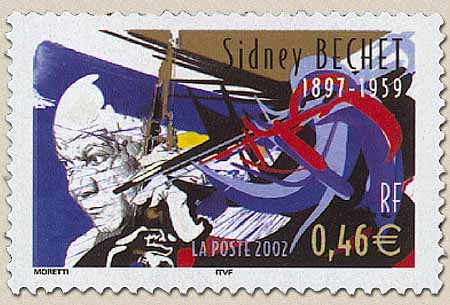 Sidney BECHET
1897-1959
RF
LA POSTE 2002
0,46€
MORETTI
ITVF